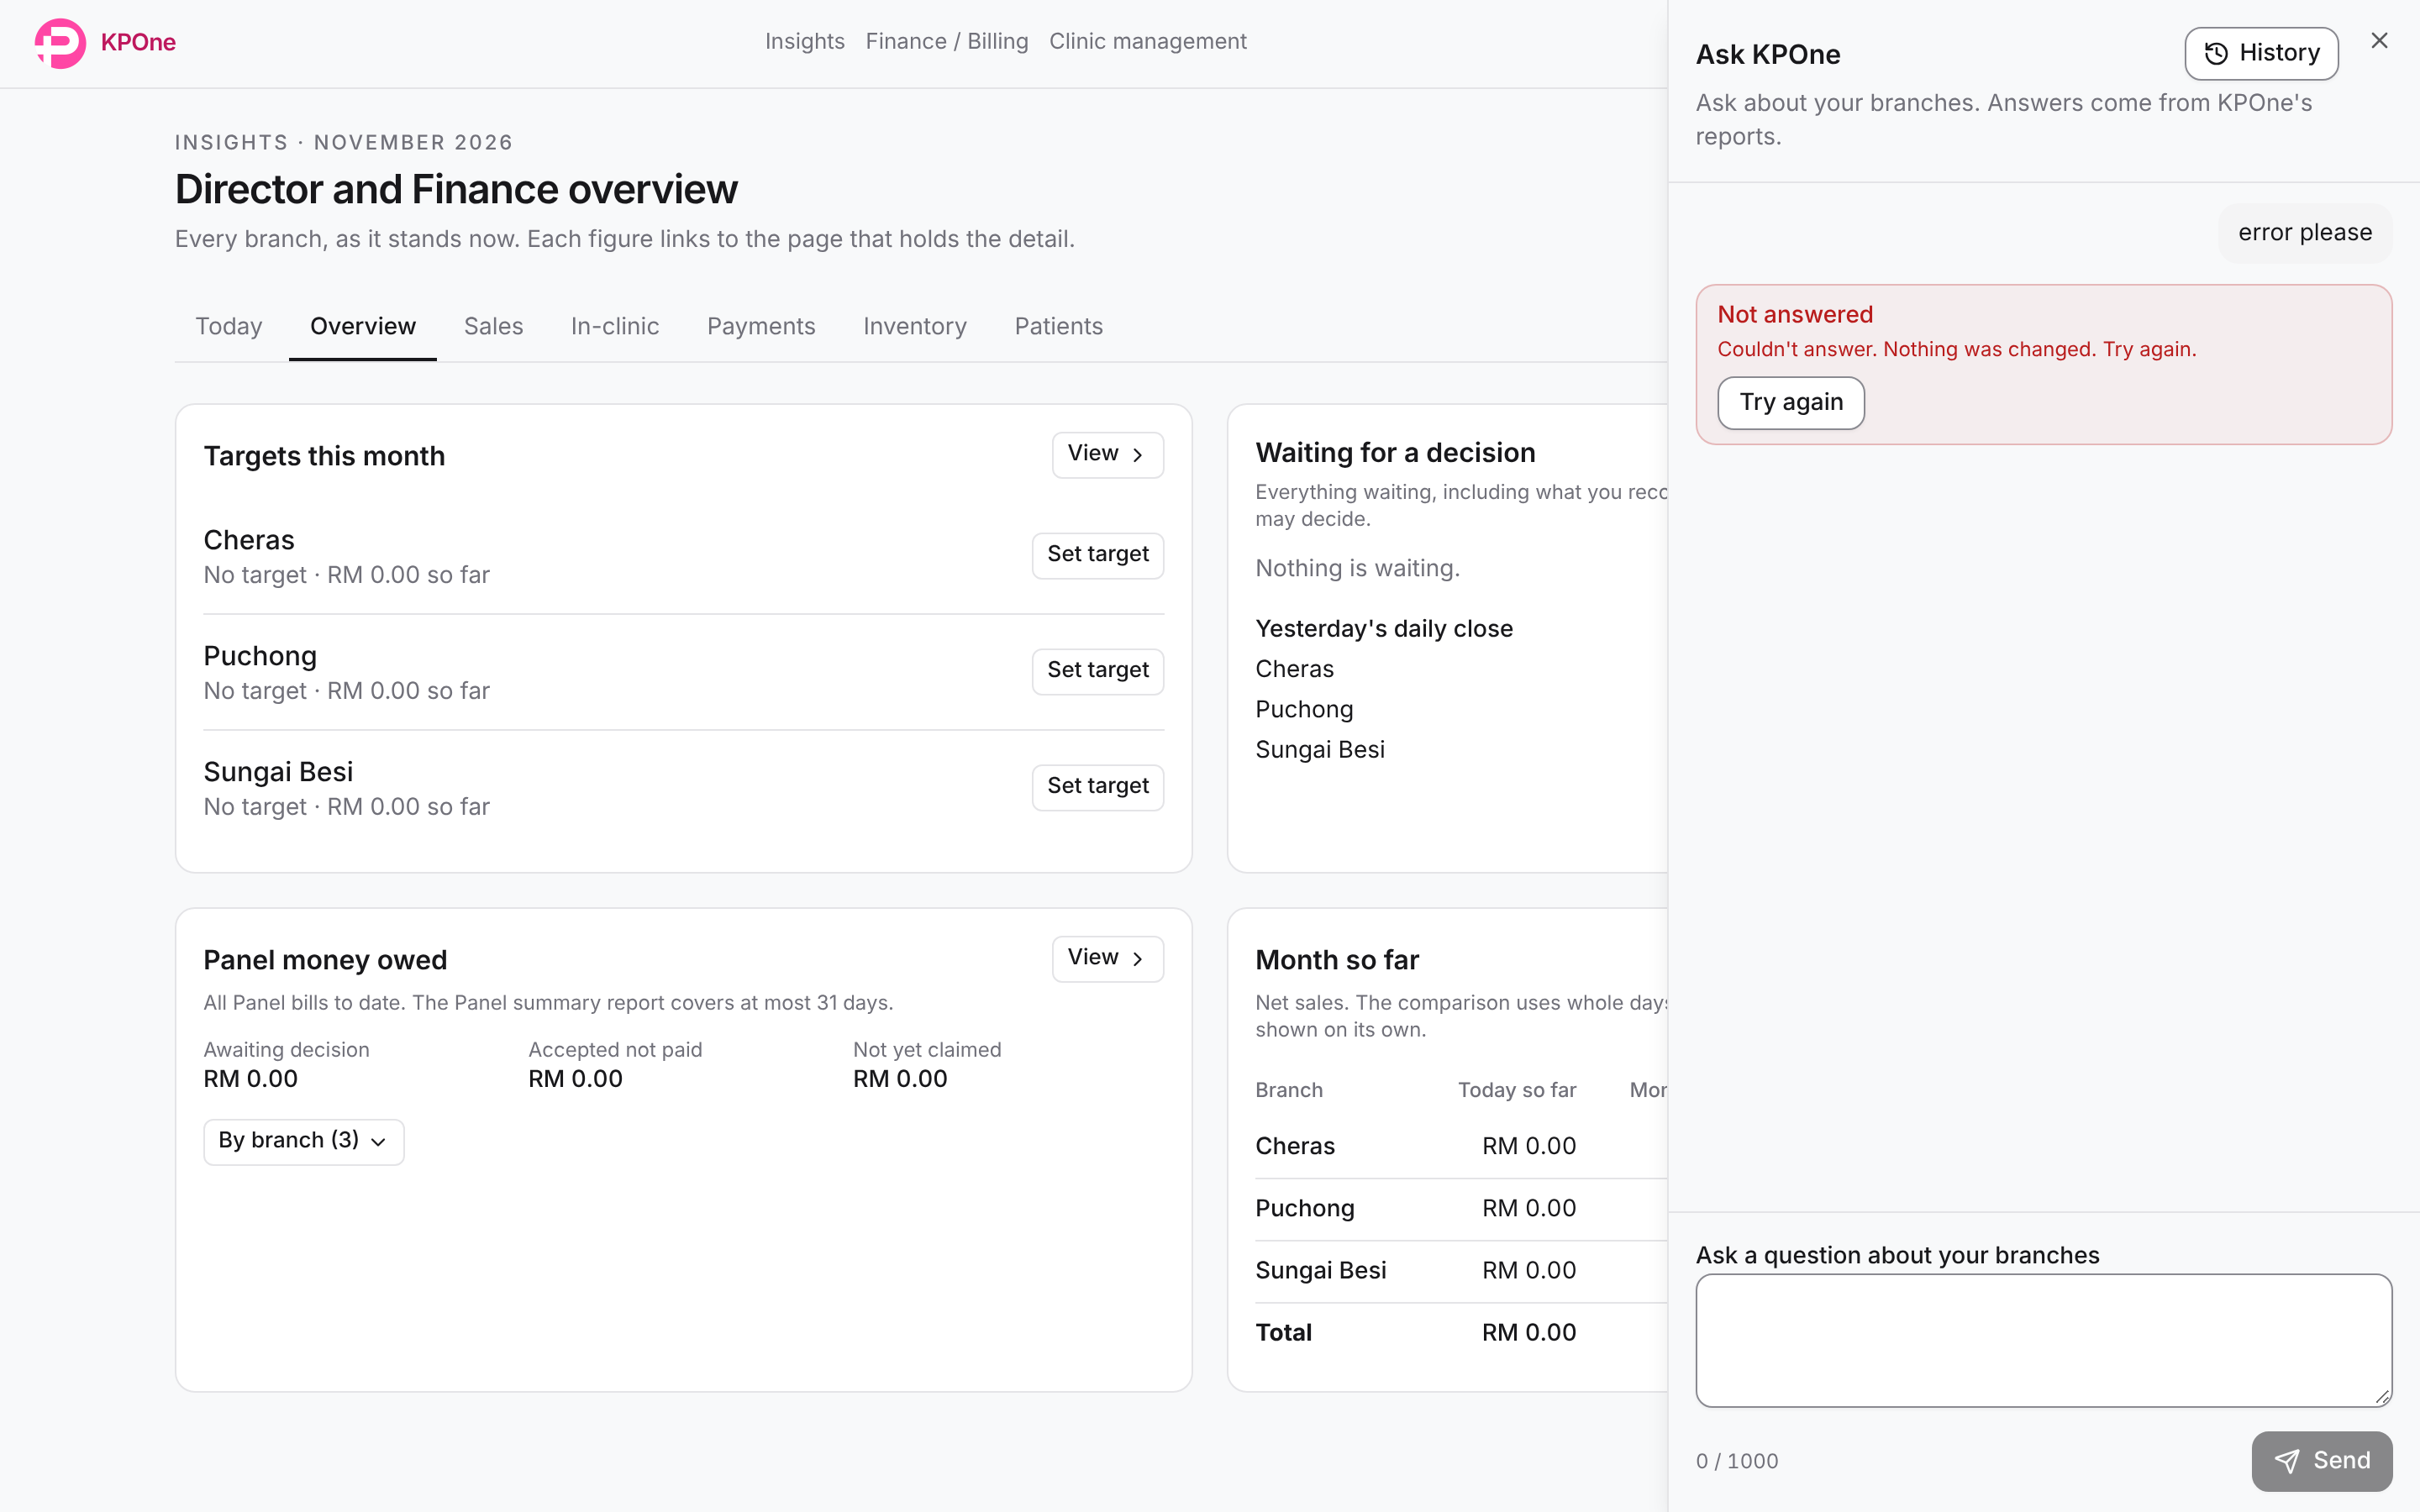 KPOne
Insights
Finance / Billing
Clinic management
INSIGHTS · NOVEMBER 2026
Director and Finance overview
Every branch, as it stands now. Each figure links to the page that holds the detail.
Today
Overview
Sales
In-clinic
Payments
Inventory
Patients
Targets this month
View
Cheras
No target · RM 0.00 so far
Set target
Puchong
No target · RM 0.00 so far
Set target
Sungai Besi
No target · RM 0.00 so far
Set target
Waiting for a decision
Everything waiting, including what you
may decide.
Nothing is waiting.
Yesterday's daily close
Cheras
Puchong
Sungai Besi
Panel money owed
View
All Panel bills to date. The Panel summary report covers at most 31 days.
Awaiting decision
RM 0.00
Accepted not paid
RM 0.00
Not yet claimed
RM 0.00
By branch (3)
Month so far
Net sales. The comparison uses whole days
shown on its own.
Branch
Today so far
Cheras
RM 0.00
Puchong
RM 0.00
Sungai Besi
RM 0.00
Total
RM 0.00
Ask KPOne
History
Ask about your branches. Answers come from KPOne's
reports.
error please
Not answered
Couldn't answer. Nothing was changed. Try again.
Try again
Ask a question about your branches
0 / 1000
Send